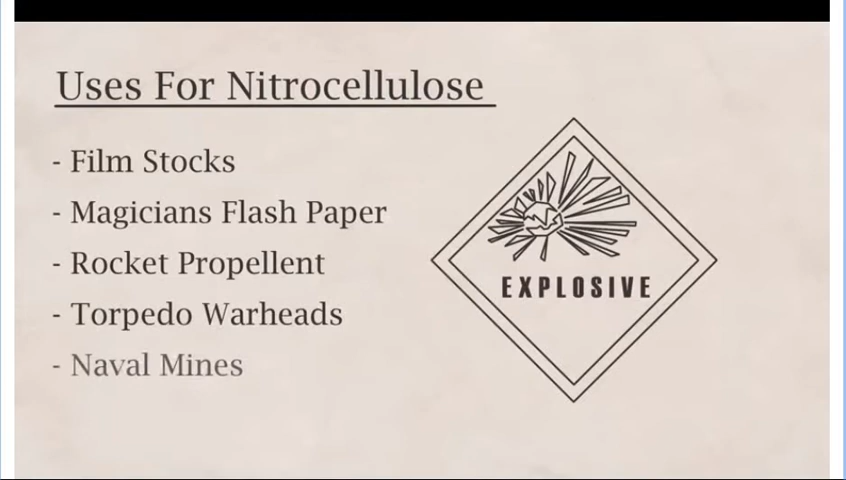 Uses For Nitrocellulose
- Film Stocks
- Magicians Flash Paper
- Rocket Propellent
- Torpedo Warheads
- Naval Mines
EXPLOSIVE